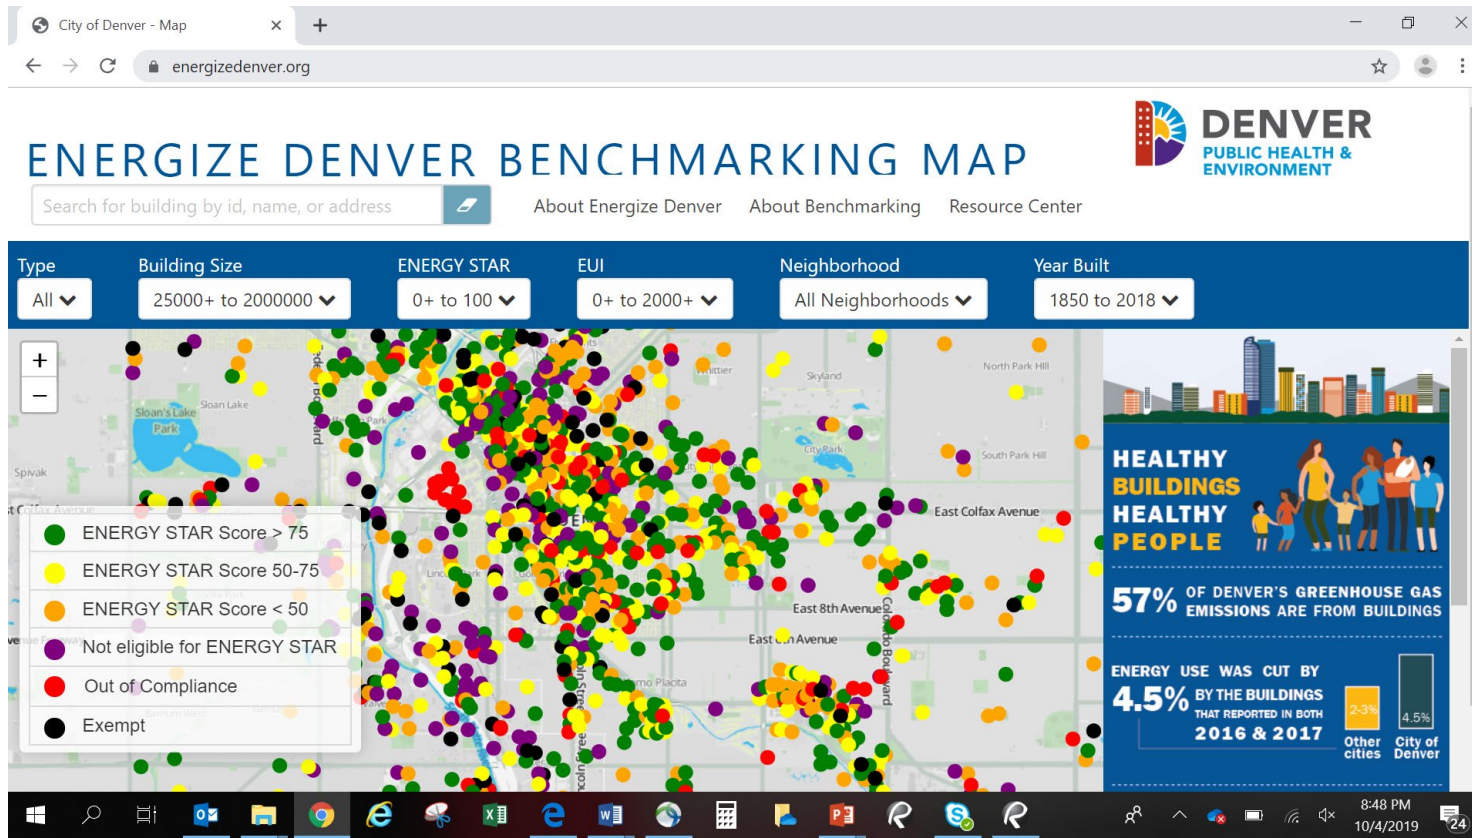 City of Denver - Map
energizedenver.org
ENERGIZE DENVER BENCHMARKING MAP
DENVER
PUBLIC HEALTH &
ENVIRONMENT
Search for building by id, name, or address
About Energize Denver About Benchmarking Resource Center
Type Building Size ENERGY STAR EUI Neighborhood Year Built
All 25000+ to 2000000 0+ to 100 0+ to 2000+ All Neighborhoods 1850 to 2018
+
−
Whittier
Skyland
North Park Hill
Sloan's Lake
Park
Sloan Lake
City Park
South Park Hill
Spivak
East Colfax Avenue
East 8th Avenue
Colorado Boulevard
Avenue
ENERGY STAR Score > 75
ENERGY STAR Score 50-75
ENERGY STAR Score < 50
Not eligible for ENERGY STAR
Out of Compliance
Exempt
HEALTHY
BUILDINGS
HEALTHY
PEOPLE
57% OF DENVER'S GREENHOUSE GAS
EMISSIONS ARE FROM BUILDINGS
ENERGY USE WAS CUT BY
4.5% BY THE BUILDINGS
THAT REPORTED IN BOTH
2016 & 2017
2-3%
4.5%
Other
cities
City of
Denver
8:48 PM
10/4/2019
24